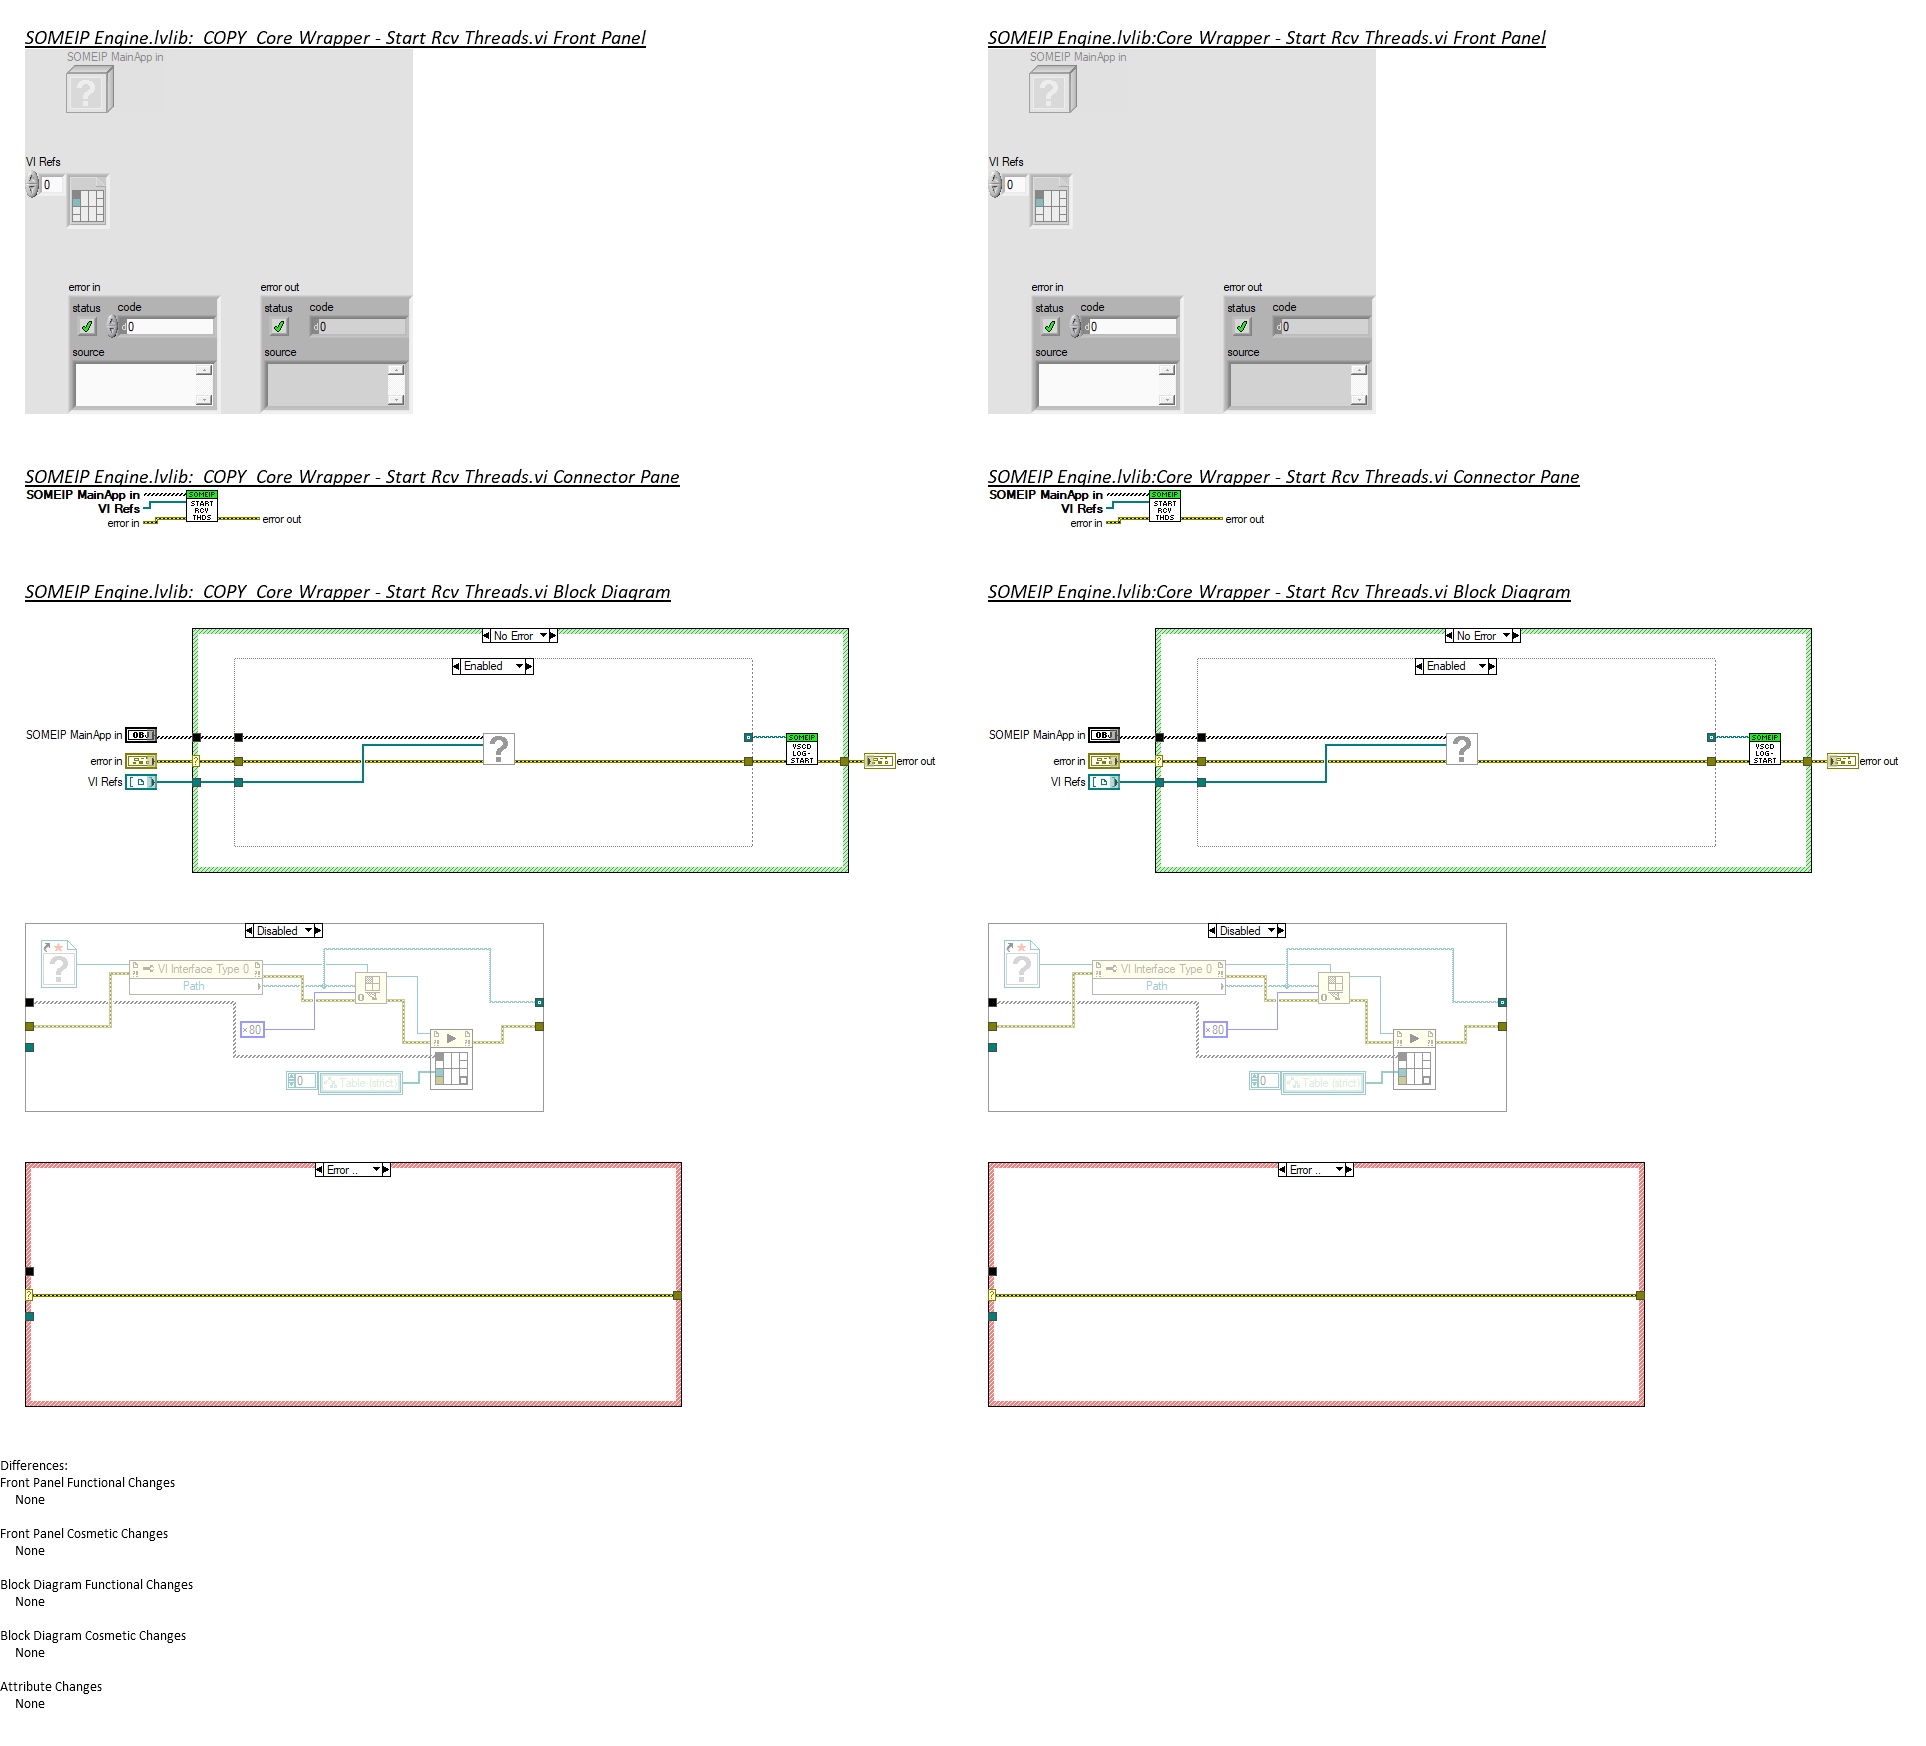 SOMEIP Engine.lvlib:_COPY_Core Wrapper - Start Rcv Threads.vi Front Panel
SOMEIP MainApp in
VI Refs
0
error in
status code
0
source
error out
status code
0
source
SOMEIP Engine.lvlib:Core Wrapper - Start Rcv Threads.vi Front Panel
SOMEIP MainApp in
VI Refs
0
error in
status code
0
source
error out
status code
0
source
SOMEIP Engine.lvlib:_COPY_Core Wrapper - Start Rcv Threads.vi Connector Pane
SOMEIP MainApp in
VI Refs
error in
SOMEIP
START
RCV
THDS
error out
SOMEIP Engine.lvlib:Core Wrapper - Start Rcv Threads.vi Connector Pane
SOMEIP MainApp in
VI Refs
error in
SOMEIP
START
RCV
THDS
error out
SOMEIP Engine.lvlib:_COPY_Core Wrapper - Start Rcv Threads.vi Block Diagram
No Error
Enabled
SOMEIP MainApp in
OBJ
error in
VI Refs
?
?
SOMEIP
VSCD
LOG-
START
error out
SOMEIP Engine.lvlib:Core Wrapper - Start Rcv Threads.vi Block Diagram
No Error
Enabled
SOMEIP MainApp in
OBJ
error in
VI Refs
?
?
SOMEIP
VSCD
LOG-
START
error out
Disabled
?
VI Interface Type 0
Path
0
×80
0
Table (strict)
Disabled
?
VI Interface Type 0
Path
0
×80
0
Table (strict)
Error ..
?
Error ..
?
Differences:
Front Panel Functional Changes
None
Front Panel Cosmetic Changes
None
Block Diagram Functional Changes
None
Block Diagram Cosmetic Changes
None
Attribute Changes
None